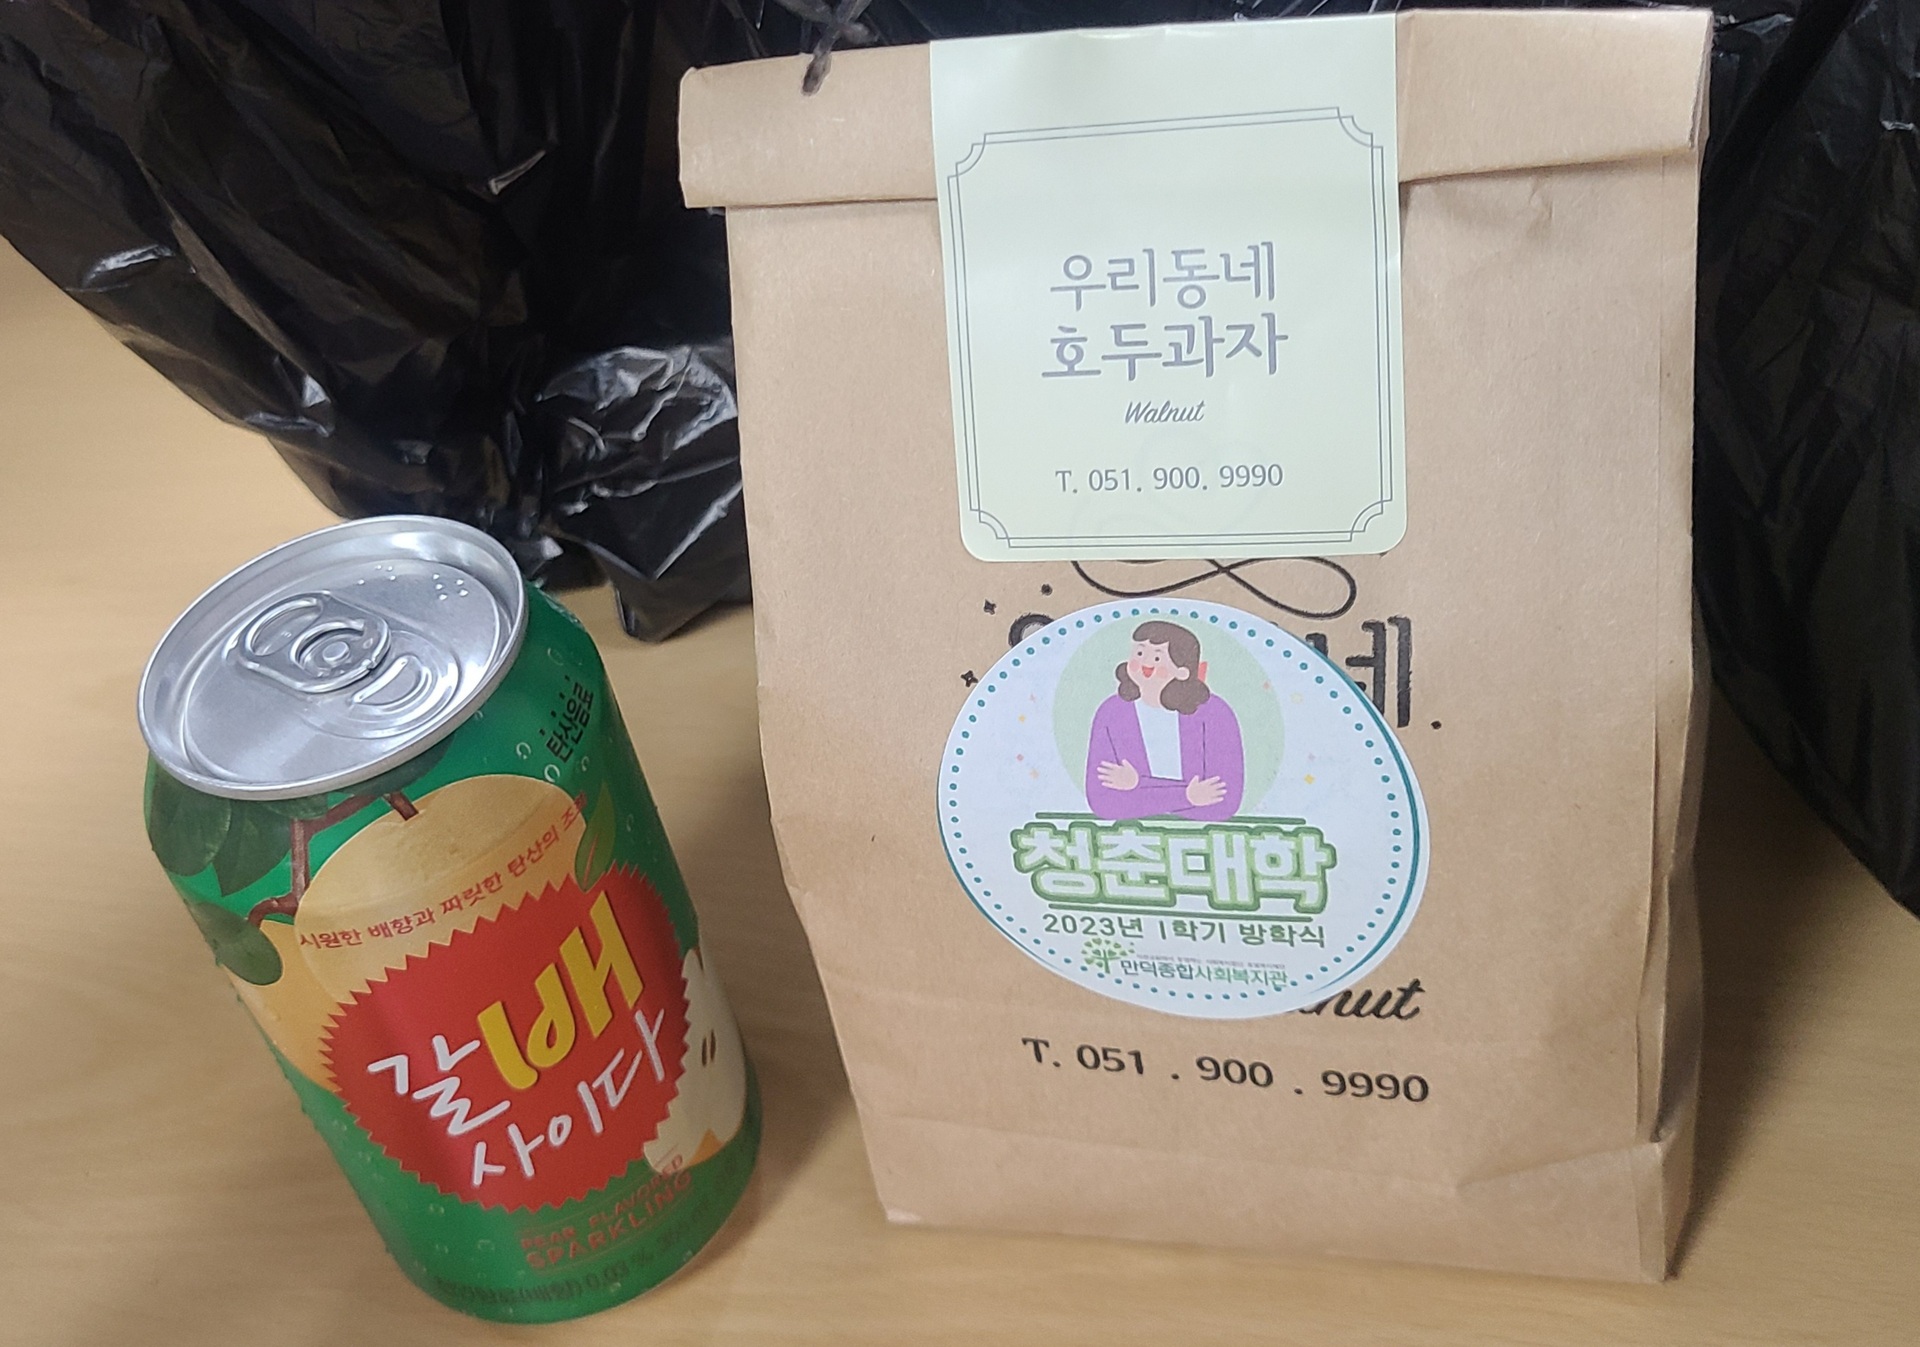 우리동네
호두과자
Walnut
T. 051. 900. 9990
네
청춘대학
2023년 1학기 방학식
만덕종합사회복지관
T. 051 . 900 . 9990
탄산음료
시원한 배향과 짜릿한 탄산의
갈배
사이다
PEAR FLAVORED
SPARKLING